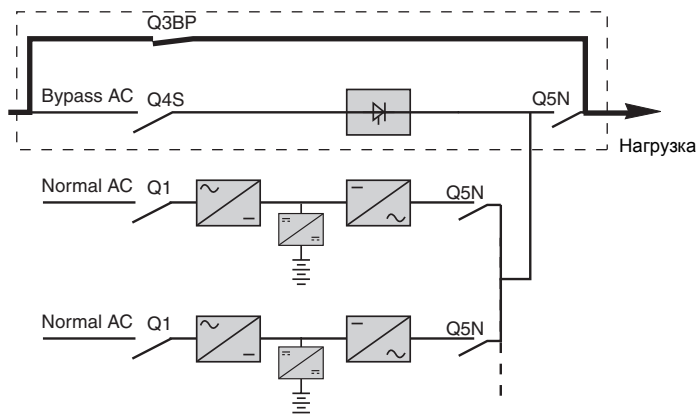 Q3BP
Bypass AC Q4S Q5N
Нагрузка
Normal AC Q1 Q5N
Normal AC Q1 Q5N